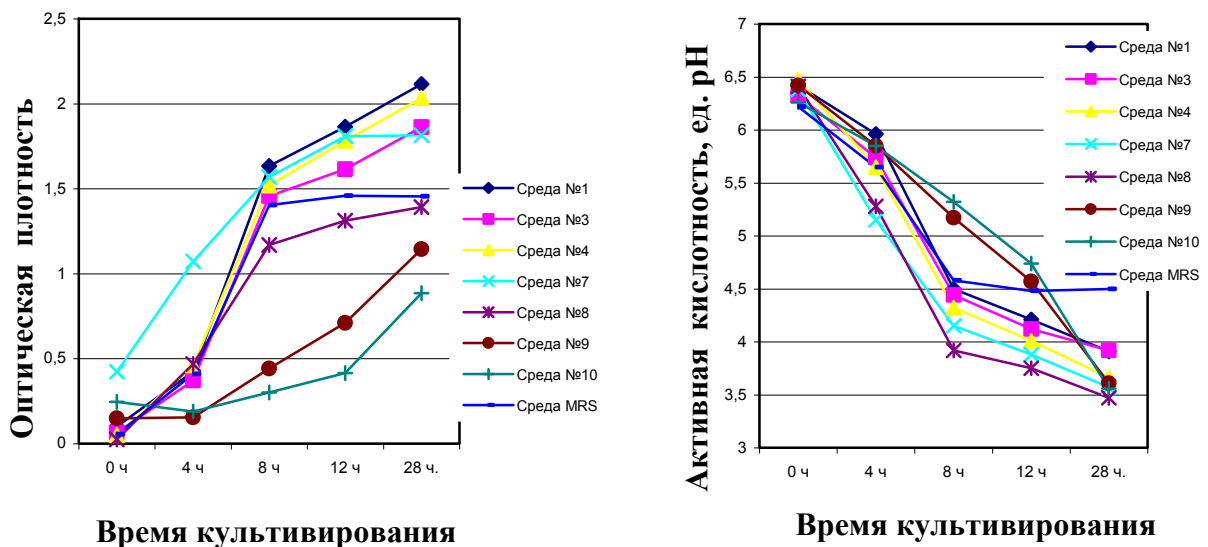 Оптическая плотность
2,5
2
1,5
1
0,5
0
0 ч
4 ч
8 ч
12 ч
28 ч.
Время культивирования
Среда №1
Среда №3
Среда №4
Среда №7
Среда №8
Среда №9
Среда №10
Среда MRS
Активная кислотность, ед. рН
7
6,5
6
5,5
5
4,5
4
3,5
3
0 ч
4 ч
8 ч
12 ч
28 ч.
Время культивирования
Среда №1
Среда №3
Среда №4
Среда №7
Среда №8
Среда №9
Среда №10
Среда MRS